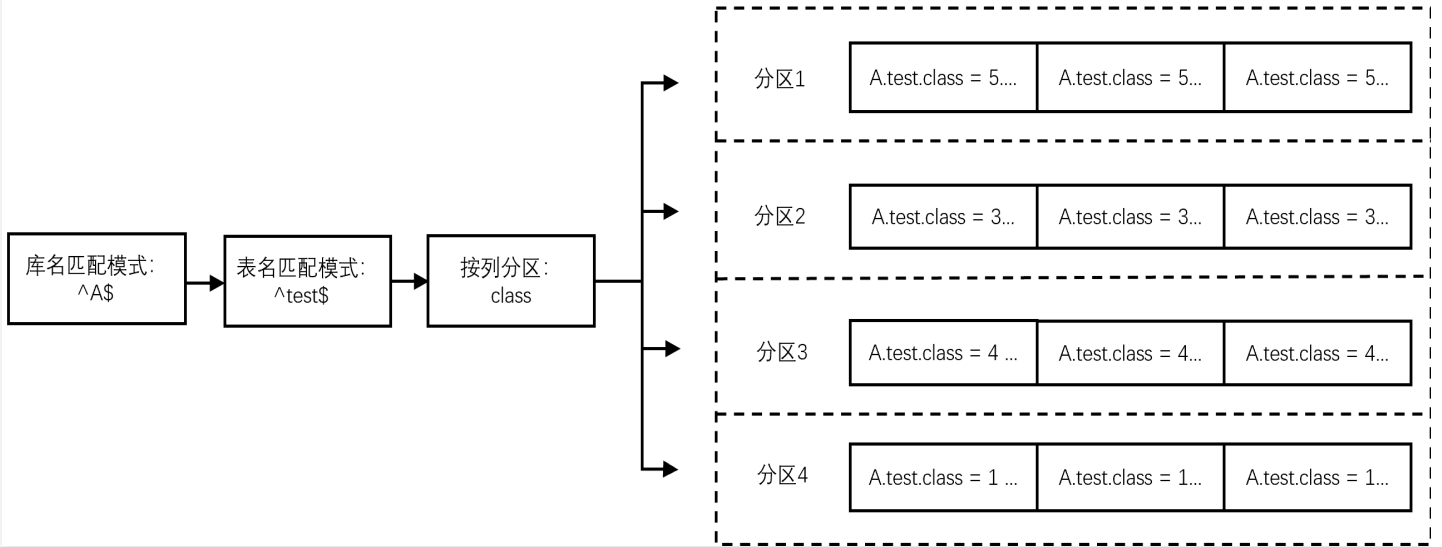 库名匹配模式:
^A$
表名匹配模式:
^test$
按列分区:
class
分区1
A.test.class = 5....
A.test.class = 5...
A.test.class = 5...
分区2
A.test.class = 3...
A.test.class = 3...
A.test.class = 3...
分区3
A.test.class = 4 ...
A.test.class = 4...
A.test.class = 4...
分区4
A.test.class = 1 ...
A.test.class = 1...
A.test.class = 1...